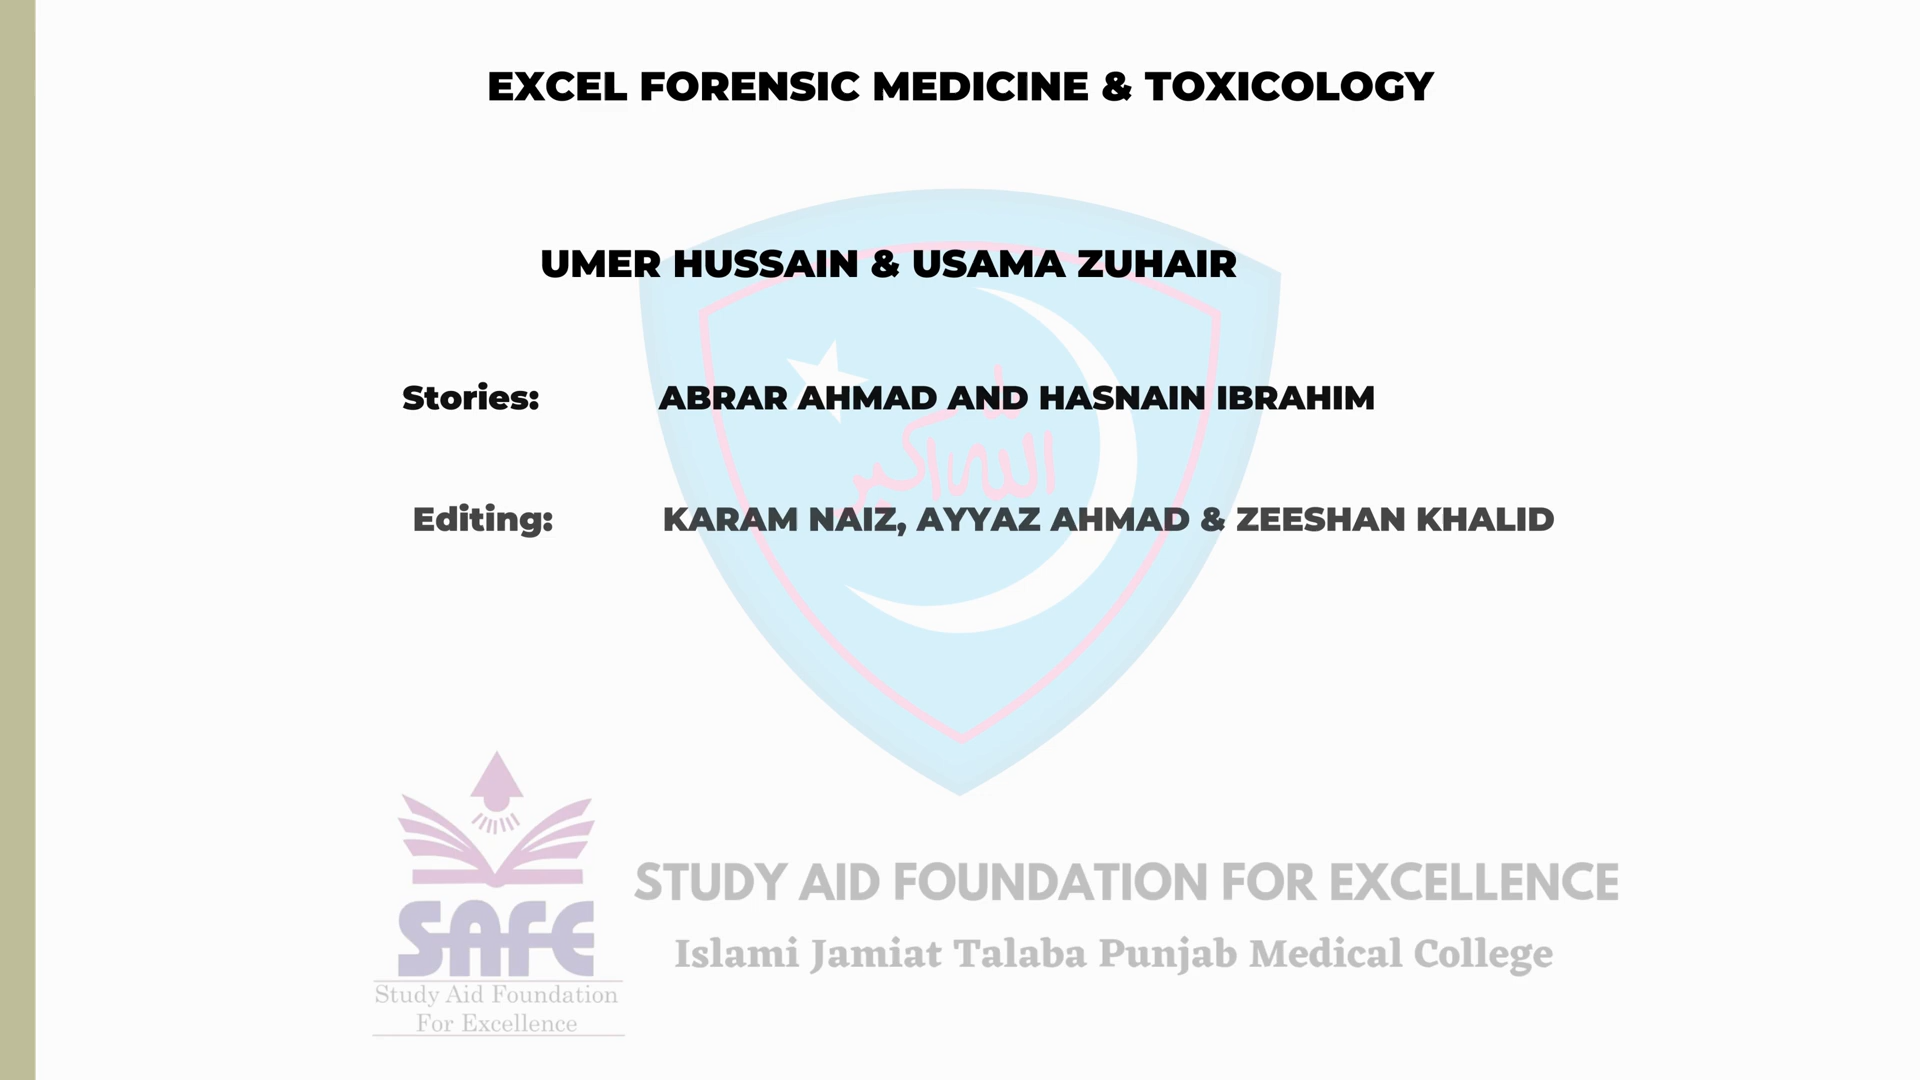 EXCEL FORENSIC MEDICINE & TOXICOLOGY
UMER HUSSAIN & USAMA ZUHAIR
Stories: ABRAR AHMAD AND HASNAIN IBRAHIM
الله اكبر
Editing: KARAM NAIZ, AYYAZ AHMAD & ZEESHAN KHALID
SAFE
Study Aid Foundation
For Excellence
STUDY AID FOUNDATION FOR EXCELLENCE
Islami Jamiat Talaba Punjab Medical College